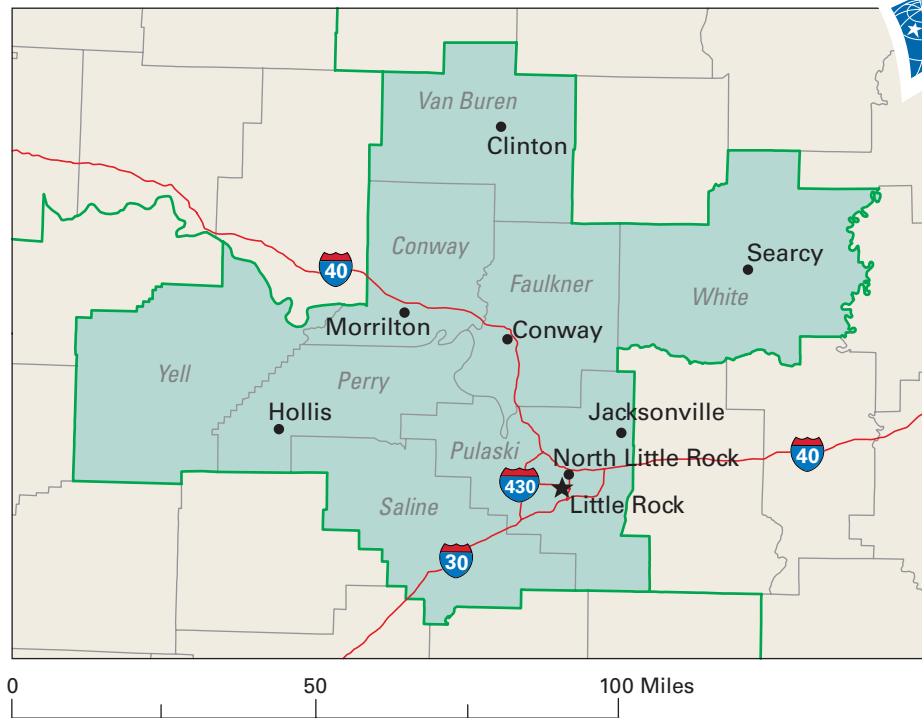 Van Buren
Clinton
Conway
Searcy
40
Faulkner
White
Morrilton
Conway
Yell
Perry
Hollis
Jacksonville
Pulaski
North Little Rock
40
430
Saline
Little Rock
30
0 50 100 Miles